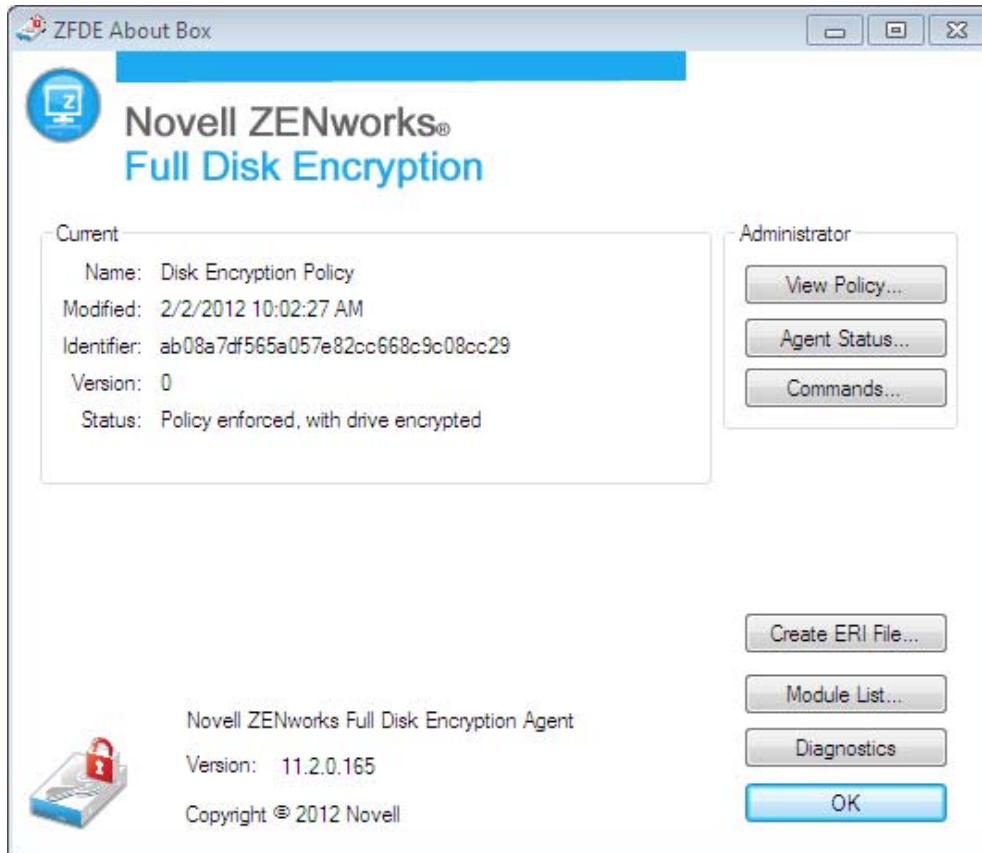 ZFDE About Box
Z
Novell ZENworks®
Full Disk Encryption
Current
Name: Disk Encryption Policy
Modified: 2/2/2012 10:02:27 AM
Identifier: ab08a7df565a057e82cc668c9c08cc29
Version: 0
Status: Policy enforced, with drive encrypted
Administrator
View Policy...
Agent Status...
Commands...
Create ERI File...
Module List...
Diagnostics
OK
Novell ZENworks Full Disk Encryption Agent
Version: 11.2.0.165
Copyright © 2012 Novell